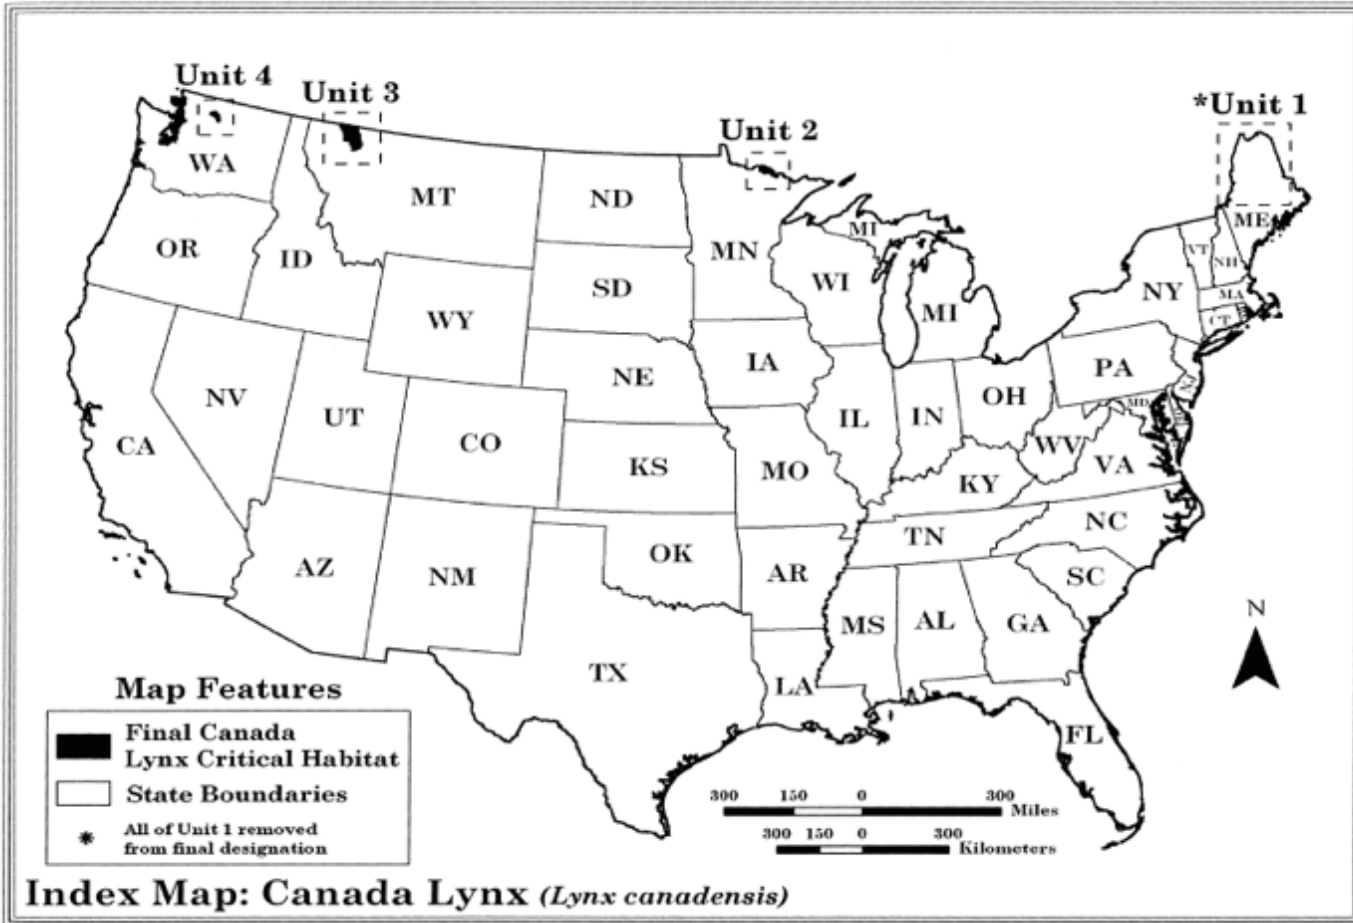 Unit 4
Unit 3
Unit 2
*Unit 1
WA
MT
ND
MN
MI
ME
VT
NH
OR
ID
SD
WI
MI
NY
MA
CT
WY
NE
IA
PA
NJ
NV
UT
CO
IL
IN
OH
MD
WV
VA
CA
KS
MO
KY
NC
TN
AZ
NM
OK
AR
SC
MS
AL
GA
TX
LA
FL
N
Map Features
Final Canada
Lynx Critical Habitat
State Boundaries
* All of Unit 1 removed
from final designation
300 150 0 300 Miles
300 150 0 300 Kilometers
Index Map: Canada Lynx (Lynx canadensis)